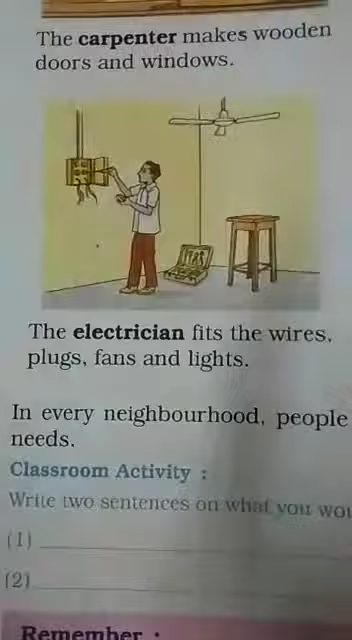 The carpenter makes wooden
doors and windows.
The electrician fits the wires,
plugs, fans and lights.
In every neighbourhood, people
needs.
Classroom Activity :
Write two sentences on what you
(1)
(2)
Remember :